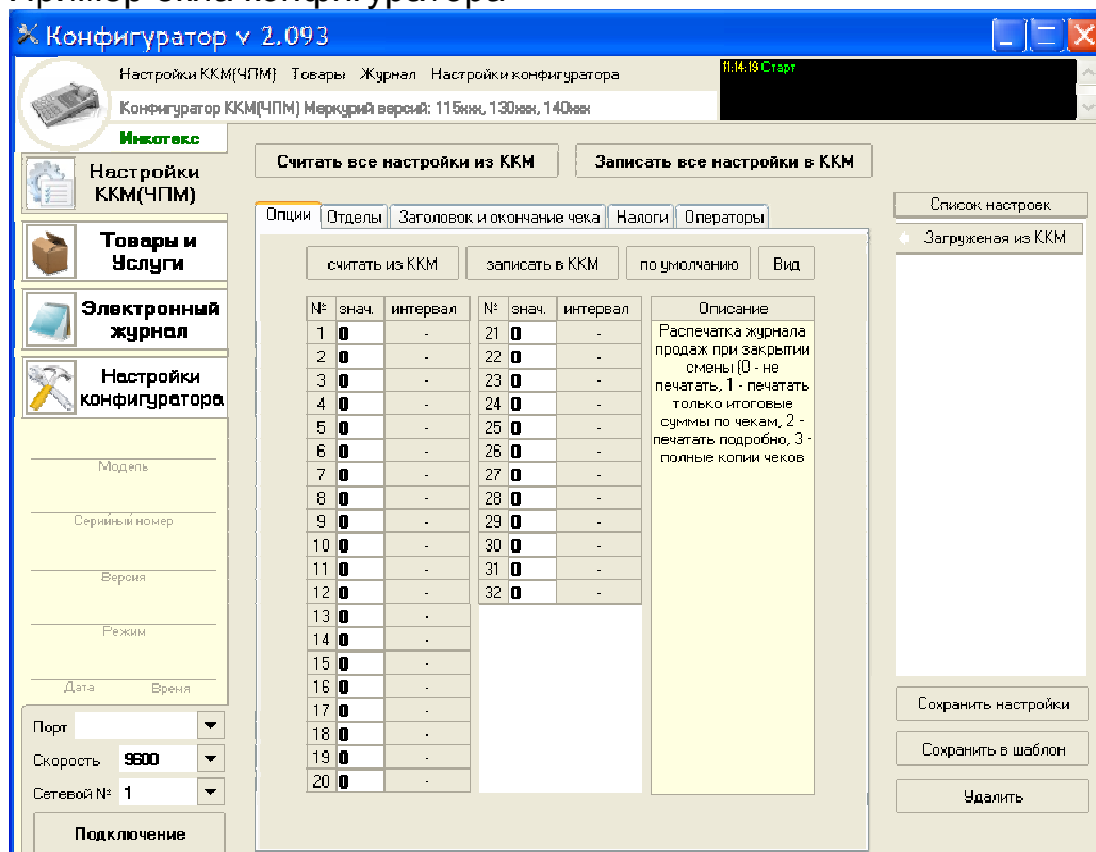 Пример окна конфигуратора
Конфигуратор v 2.093
Настройки ККМ(ЧПМ) Товары Журнал Настройки конфигуратора
11:14:19 Старт
Конфигуратор ККМ(ЧПМ) Меркурий версий: 115xxx, 130xxx, 140xxx
Инкотекс
Настройки
ККМ(ЧПМ)
Товары и
Услуги
Электронный
журнал
Настройки
конфигуратора
Модель
Серийный номер
Версия
Режим
Дата Время
Порт
Скорость 9600
Сетевой № 1
Подключение
Считать все настройки из ККМ Записать все настройки в ККМ
Опции Отделы Заголовок и окончание чека Налоги Операторы
считать из ККМ записать в ККМ по умолчанию Вид
№ знач. интервал № знач. интервал
1 0 - 21 0 -
2 0 - 22 0 -
3 0 - 23 0 -
4 0 - 24 0 -
5 0 - 25 0 -
6 0 - 26 0 -
7 0 - 27 0 -
8 0 - 28 0 -
9 0 - 29 0 -
10 0 - 30 0 -
11 0 - 31 0 -
12 0 - 32 0 -
13 0 -
14 0 -
15 0 -
16 0 -
17 0 -
18 0 -
19 0 -
20 0 -
Описание
Распечатка журнала
продаж при закрытии
смены (0 - не
печатать, 1 - печатать
только итоговые
суммы по чекам, 2 -
печатать подробно, 3 -
полные копии чеков
Список настроек
Загруженая из ККМ
Сохранить настройки
Сохранить в шаблон
Удалить